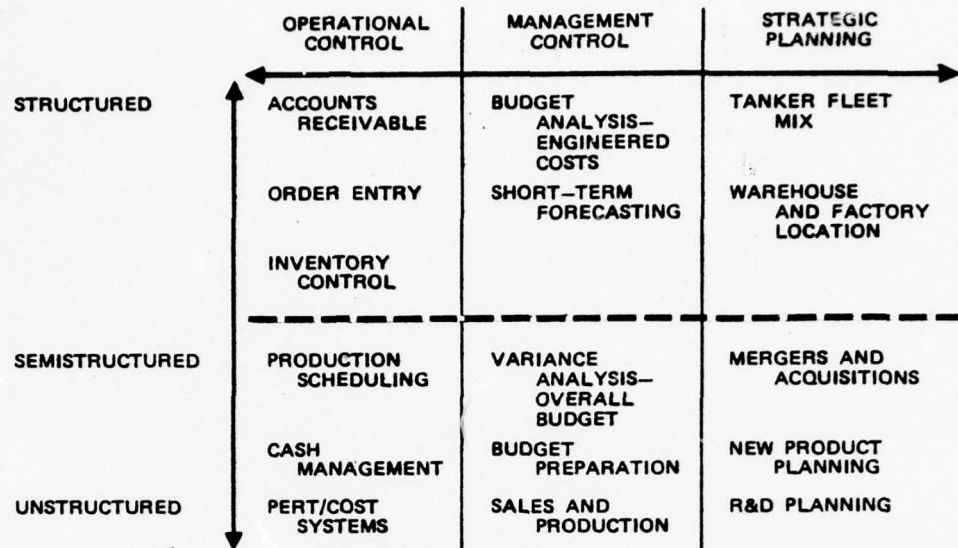 OPERATIONAL CONTROL
MANAGEMENT CONTROL
STRATEGIC PLANNING
STRUCTURED
ACCOUNTS RECEIVABLE
BUDGET ANALYSIS—ENGINEERED COSTS
TANKER FLEET MIX
ORDER ENTRY
SHORT—TERM FORECASTING
WAREHOUSE AND FACTORY LOCATION
INVENTORY CONTROL
SEMISTRUCTURED
PRODUCTION SCHEDULING
VARIANCE ANALYSIS—OVERALL BUDGET
MERGERS AND ACQUISITIONS
CASH MANAGEMENT
BUDGET PREPARATION
NEW PRODUCT PLANNING
UNSTRUCTURED
PERT/COST SYSTEMS
SALES AND PRODUCTION
R&D PLANNING